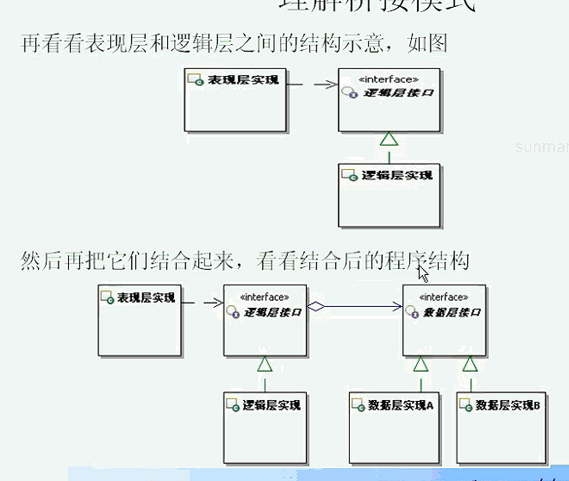 理解桥接模式
再看看表现层和逻辑层之间的结构示意，如图
表现层实现
«interface»
逻辑层接口
逻辑层实现
然后再把它们结合起来，看看结合后的程序结构
表现层实现
«interface»
逻辑层接口
«interface»
数据层接口
逻辑层实现
数据层实现A
数据层实现B